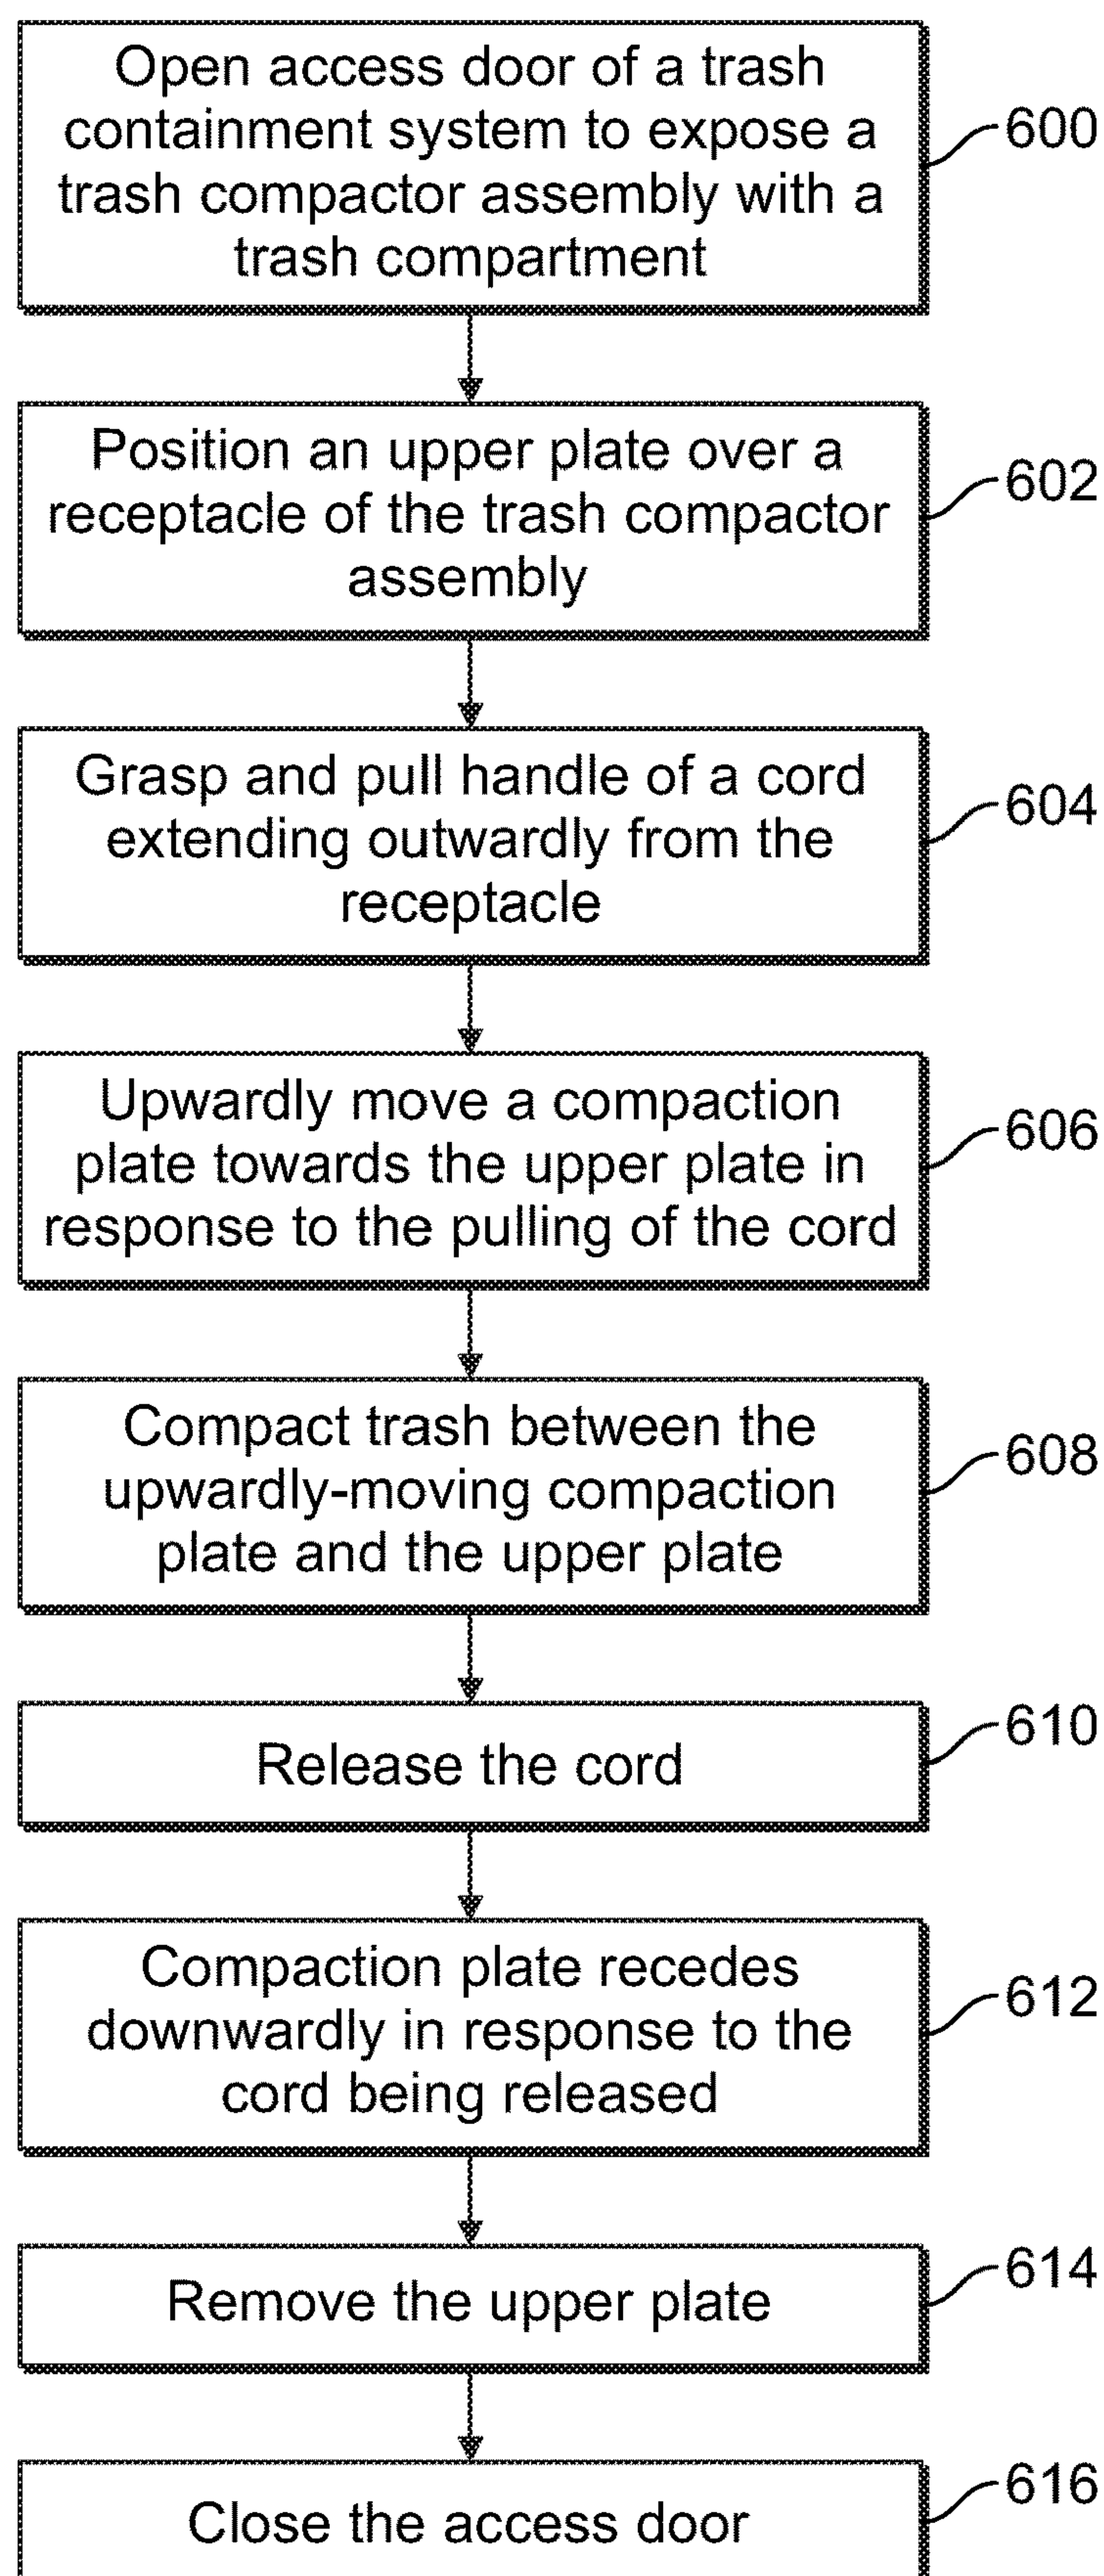 Open access door of a trash
containment system to expose a
trash compactor assembly with a
trash compartment
600
Position an upper plate over a
receptacle of the trash compactor
assembly
602
Grasp and pull handle of a cord
extending outwardly from the
receptacle
604
Upwardly move a compaction
plate towards the upper plate in
response to the pulling of the cord
606
Compact trash between the
upwardly-moving compaction
plate and the upper plate
608
Release the cord
610
Compaction plate recedes
downwardly in response to the
cord being released
612
Remove the upper plate
614
Close the access door
616